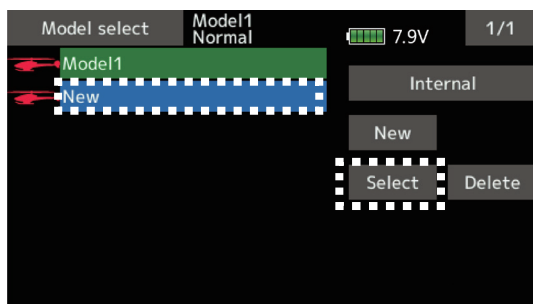 Model select
Model1
Normal
7.9V
1/1
Model1
New
Internal
New
Select
Delete